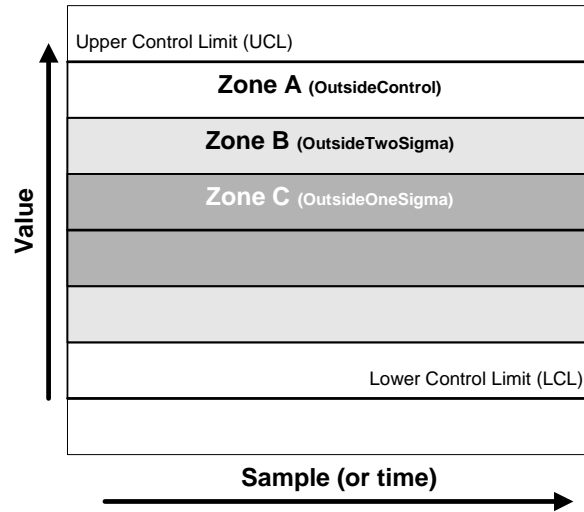 Upper Control Limit (UCL)
Zone A (OutsideControl)
Zone B (OutsideTwoSigma)
Zone C (OutsideOneSigma)
Value
Lower Control Limit (LCL)
Sample (or time)